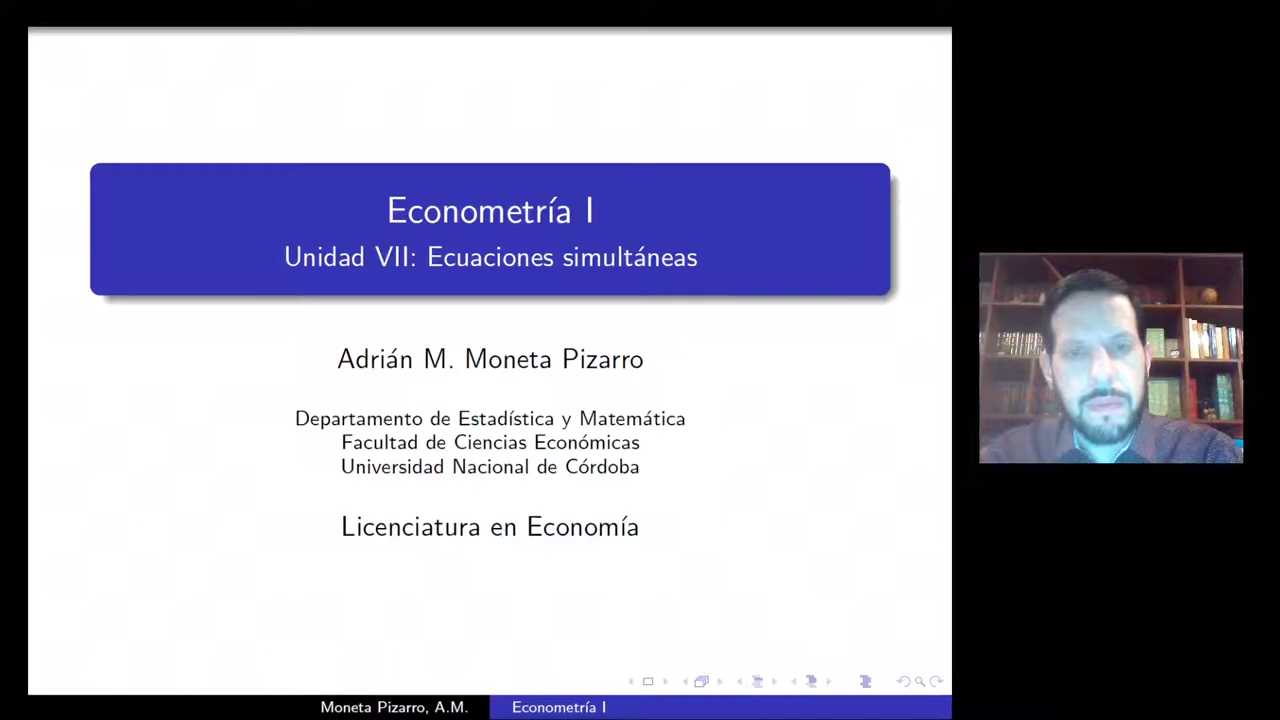 Econometría I
Unidad VII: Ecuaciones simultáneas
Adrián M. Moneta Pizarro
Departamento de Estadística y Matemática
Facultad de Ciencias Económicas
Universidad Nacional de Córdoba
Licenciatura en Economía
Moneta Pizarro, A.M.
Econometría I